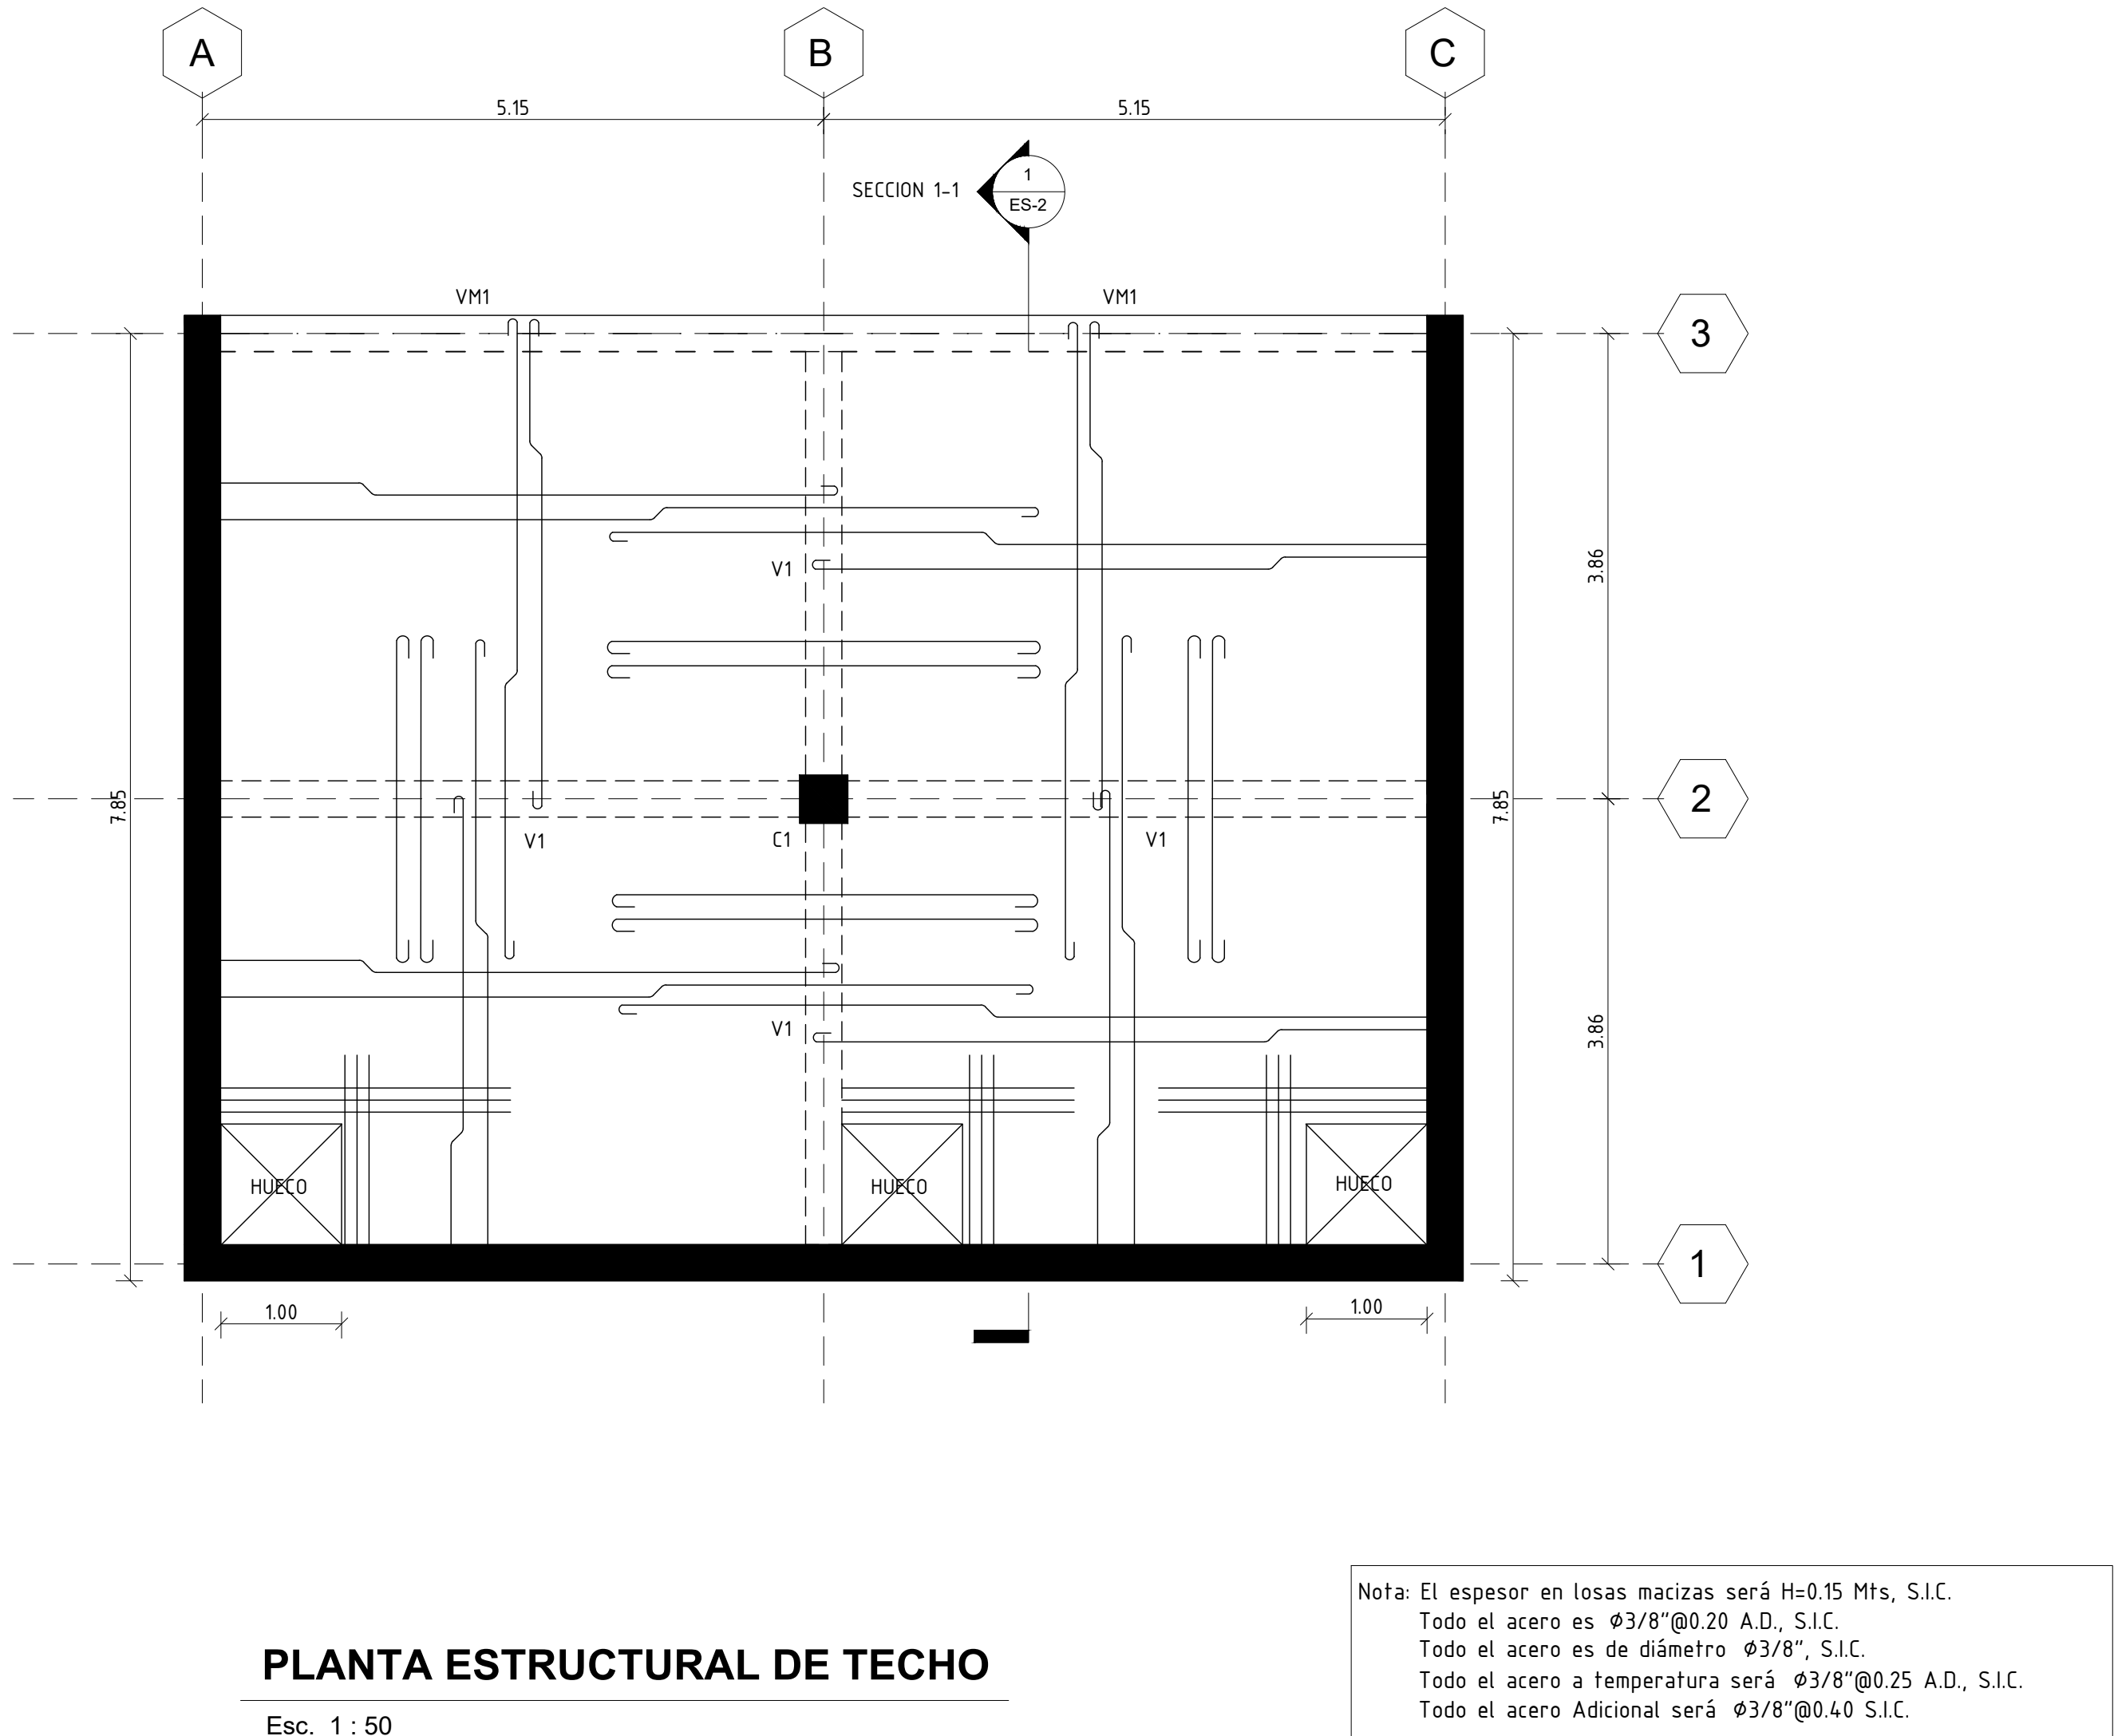 A
B
C
5.15
5.15
SECCION 1-1
1
ES-2
VM1
VM1
3
V1
3.86
7.85
7.85
2
V1
C1
V1
V1
3.86
HUECO
HUECO
HUECO
1
1.00
1.00
Nota: El espesor en losas macizas será H=0.15 Mts, S.I.C.
Todo el acero es Ø3/8"@0.20 A.D., S.I.C.
Todo el acero es de diámetro Ø3/8", S.I.C.
Todo el acero a temperatura será Ø3/8"@0.25 A.D., S.I.C.
Todo el acero Adicional será Ø3/8"@0.40 S.I.C.
PLANTA ESTRUCTURAL DE TECHO
Esc. 1 : 50